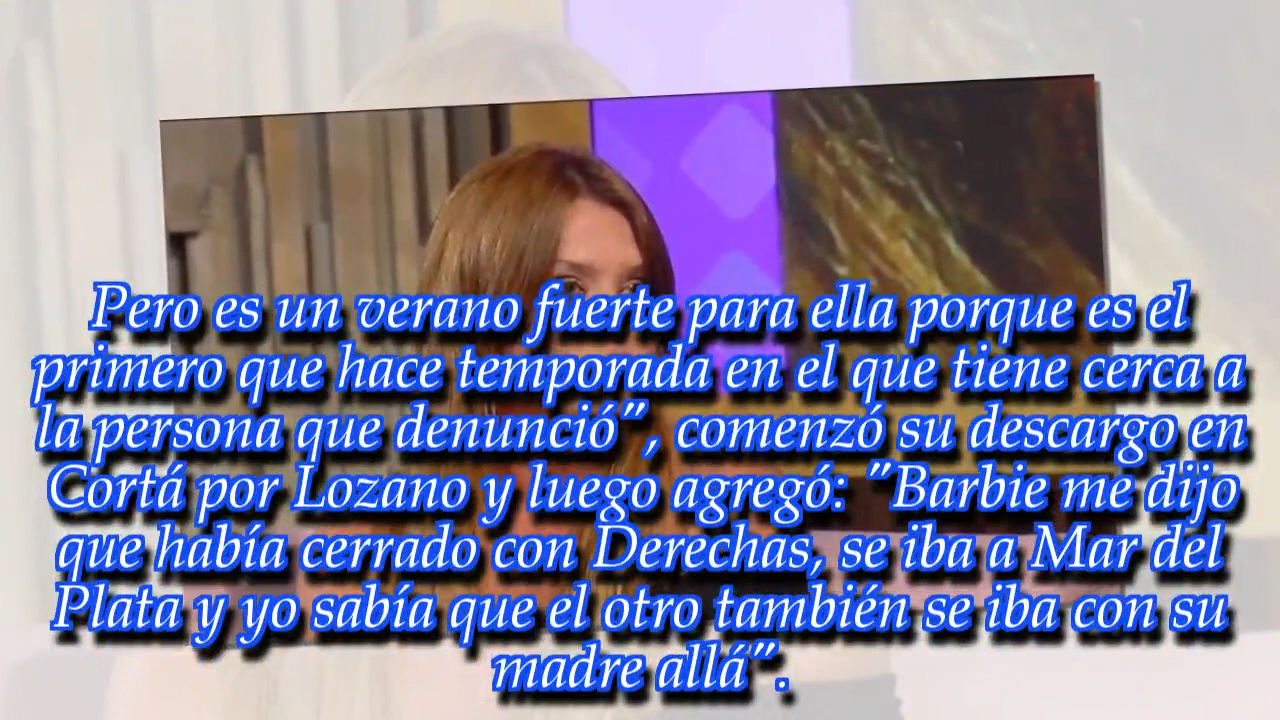 Pero es un verano fuerte para ella porque es el
primero que hace temporada en el que tiene cerca a
la persona que denunció", comenzó su descargo en
Cortá por Lozano y luego agregó: "Barbie me dijo
que había cerrado con Derechas, se iba a Mar del
Plata y yo sabía que el otro también se iba con su
madre allá".